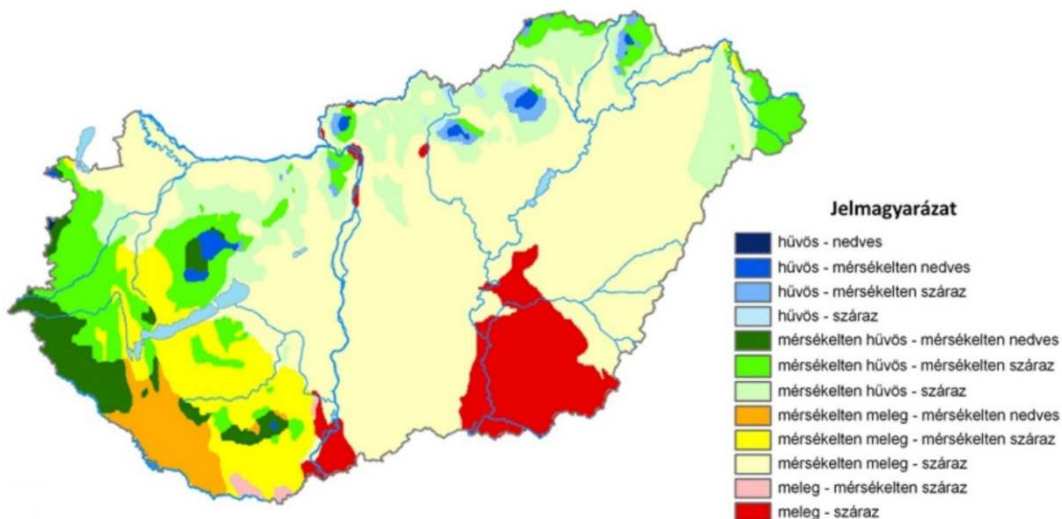 Jelmagyarázat
hűvös - nedves
hűvös - mérsékelten nedves
hűvös - mérsékelten száraz
hűvös - száraz
mérsékelten hűvös - mérsékelten nedves
mérsékelten hűvös - mérsékelten száraz
mérsékelten hűvös - száraz
mérsékelten meleg - mérsékelten nedves
mérsékelten meleg - mérsékelten száraz
mérsékelten meleg - száraz
meleg - mérsékelten száraz
meleg - száraz